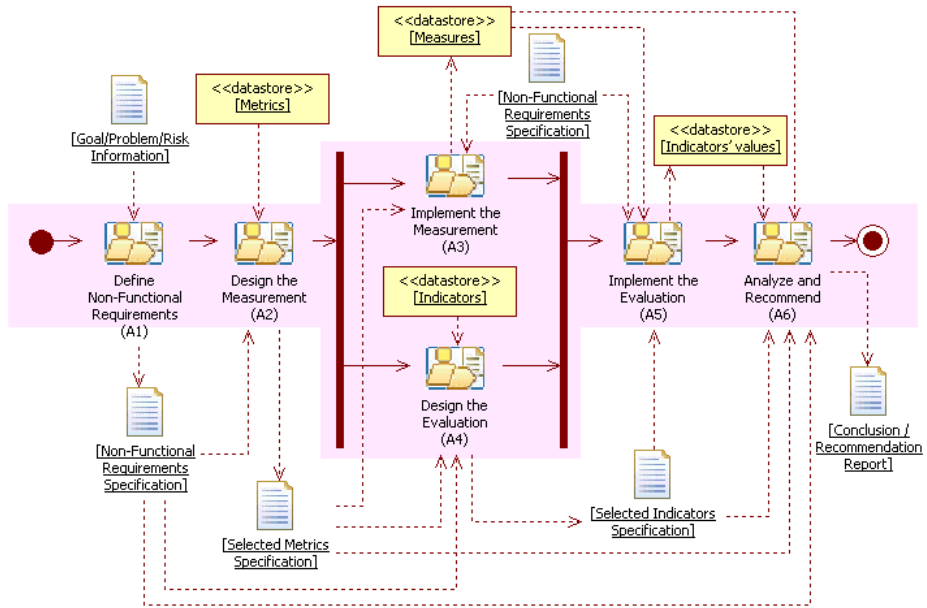 <<datastore>>
[Measures]
<<datastore>>
[Metrics]
[Goal/Problem/Risk
Information]
[Non-Functional
Requirements
Specification]
<<datastore>>
[Indicators' values]
Define
Non-Functional
Requirements
(A1)
Design the
Measurement
(A2)
Implement the
Measurement
(A3)
<<datastore>>
[Indicators]
Design the
Evaluation
(A4)
Implement the
Evaluation
(A5)
Analyze and
Recommend
(A6)
[Non-Functional
Requirements
Specification]
[Selected Metrics
Specification]
[Selected Indicators
Specification]
[Conclusion /
Recommendation
Report]